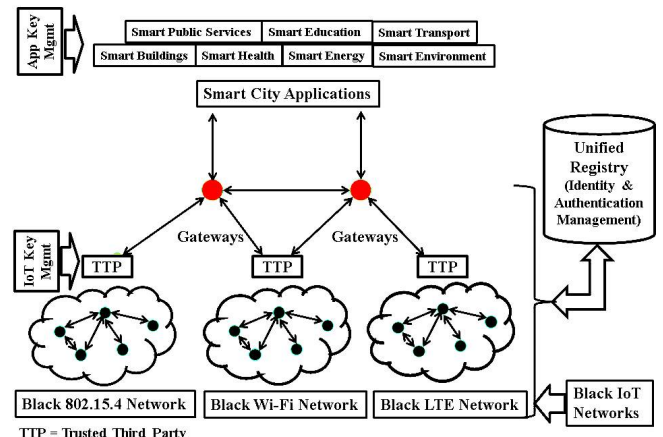 App Key
Mgmt
Smart Public Services
Smart Education
Smart Transport
Smart Buildings
Smart Health
Smart Energy
Smart Environment
Smart City Applications
Unified
Registry
(Identity &
Authentication
Management)
Gateways
Gateways
IoT Key
Mgmt
TTP
TTP
TTP
Black 802.15.4 Network
Black Wi-Fi Network
Black LTE Network
Black IoT
Networks
TTP = Trusted Third Party